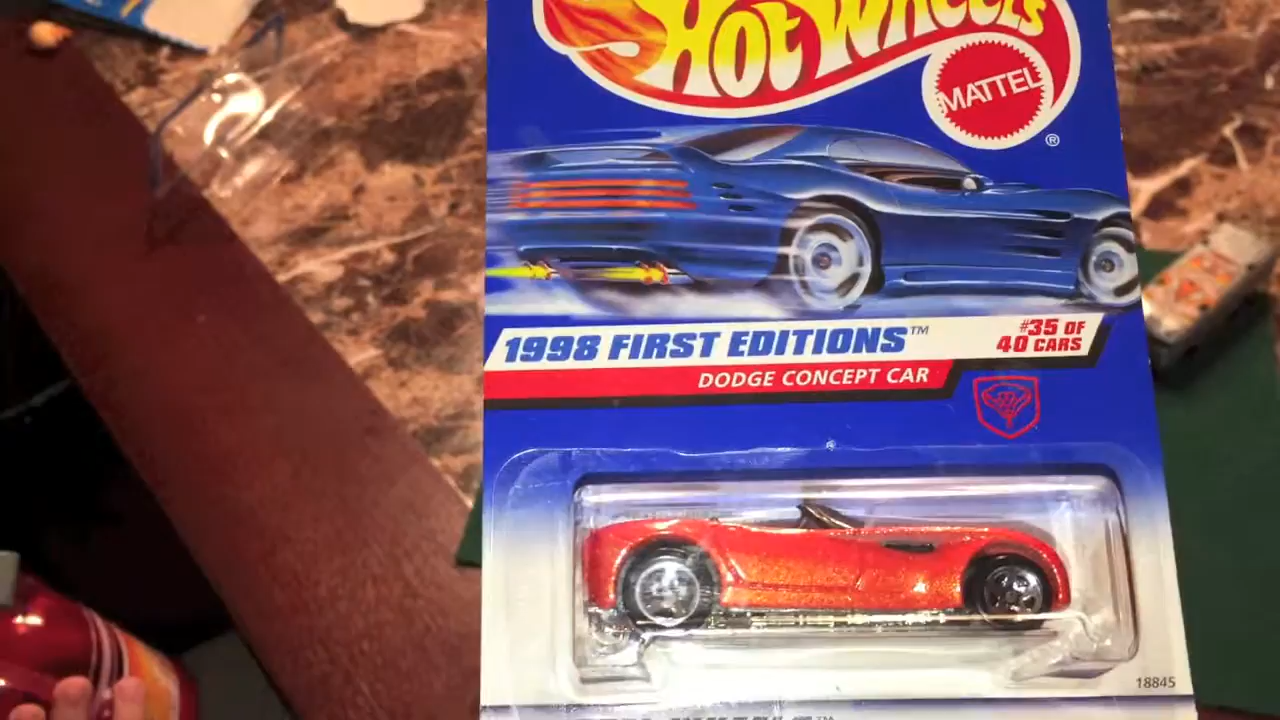 HOT WHEELS
MATTEL
®
1998 FIRST EDITIONS™
#35 OF
40 CARS
DODGE CONCEPT CAR
18845